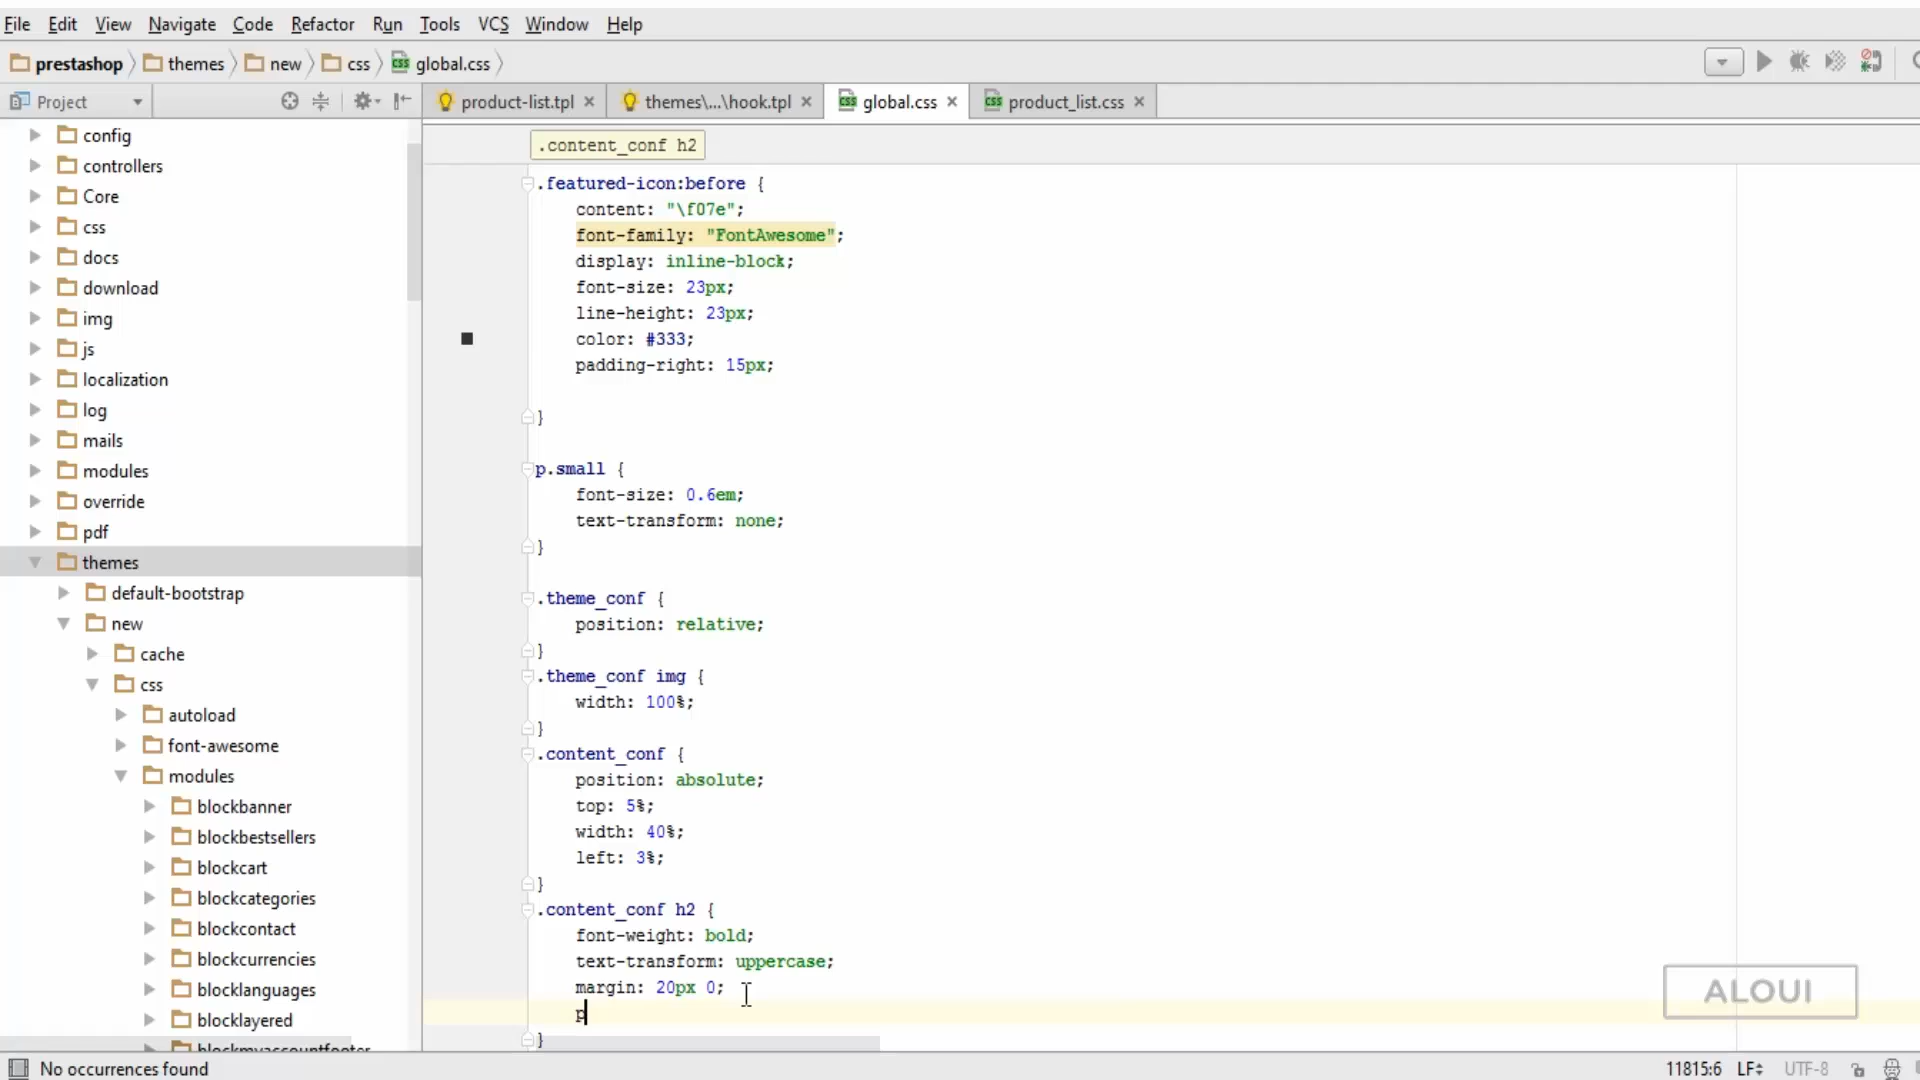 File Edit View Navigate Code Refactor Run Tools VCS Window Help
prestashop themes new css global.css
Project product-list.tpl themes\...\hook.tpl global.css product_list.css
config
controllers
Core
css
docs
download
img
js
localization
log
mails
modules
override
pdf
themes
default-bootstrap
new
cache
css
autoload
font-awesome
modules
blockbanner
blockbestsellers
blockcart
blockcategories
blockcontact
blockcurrencies
blocklanguages
blocklayered
blockmyaccountfooter
.content_conf h2
.featured-icon:before {
content: "\f07e";
font-family: "FontAwesome";
display: inline-block;
font-size: 23px;
line-height: 23px;
color: #333;
padding-right: 15px;
}
p.small {
font-size: 0.6em;
text-transform: none;
}
.theme_conf {
position: relative;
}
.theme_conf img {
width: 100%;
}
.content_conf {
position: absolute;
top: 5%;
width: 40%;
left: 3%;
}
.content_conf h2 {
font-weight: bold;
text-transform: uppercase;
margin: 20px 0;
p
}
ALOUI
No occurrences found 11815:6 LF UTF-8